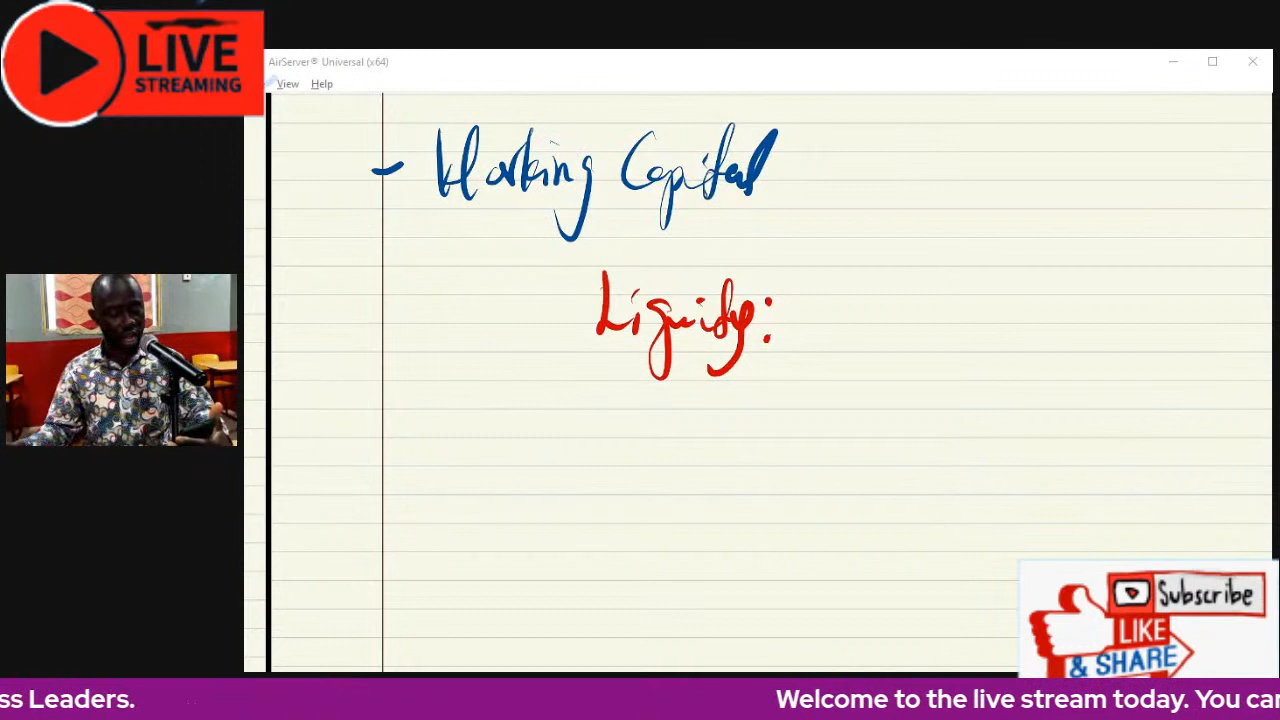 LIVE
STREAMING
AirServer® Universal (x64)
View Help
- Working Capital
Liquidity:
Subscribe
LIKE
& SHARE
ss Leaders. Welcome to the live stream today. You can